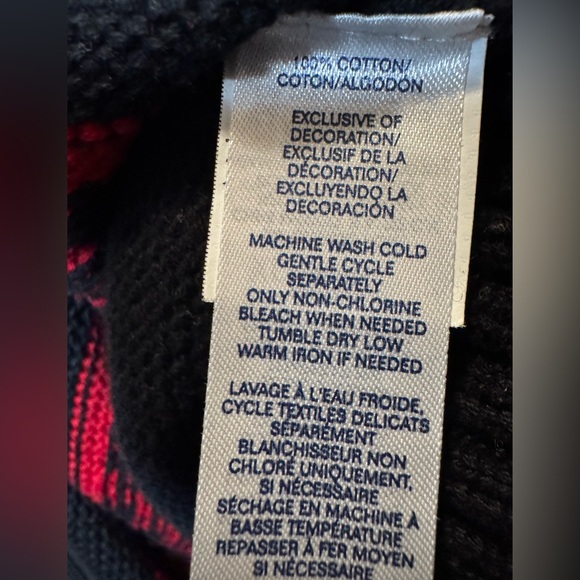 100% COTTON/
COTON/ALGODON
EXCLUSIVE OF
DECORATION/
EXCLUSIF DE LA
DÉCORATION/
EXCLUYENDO LA
DECORACIÓN
MACHINE WASH COLD
GENTLE CYCLE
SEPARATELY
ONLY NON-CHLORINE
BLEACH WHEN NEEDED
TUMBLE DRY LOW
WARM IRON IF NEEDED
LAVAGE À L'EAU FROIDE,
CYCLE TEXTILES DELICATS
SÉPARÉMENT
BLANCHISSEUR NON
CHLORÉ UNIQUEMENT,
SI NÉCESSAIRE
SÉCHAGE EN MACHINE À
BASSE TEMPÉRATURE
REPASSER À FER MOYEN
SI NÉCESSAIRE